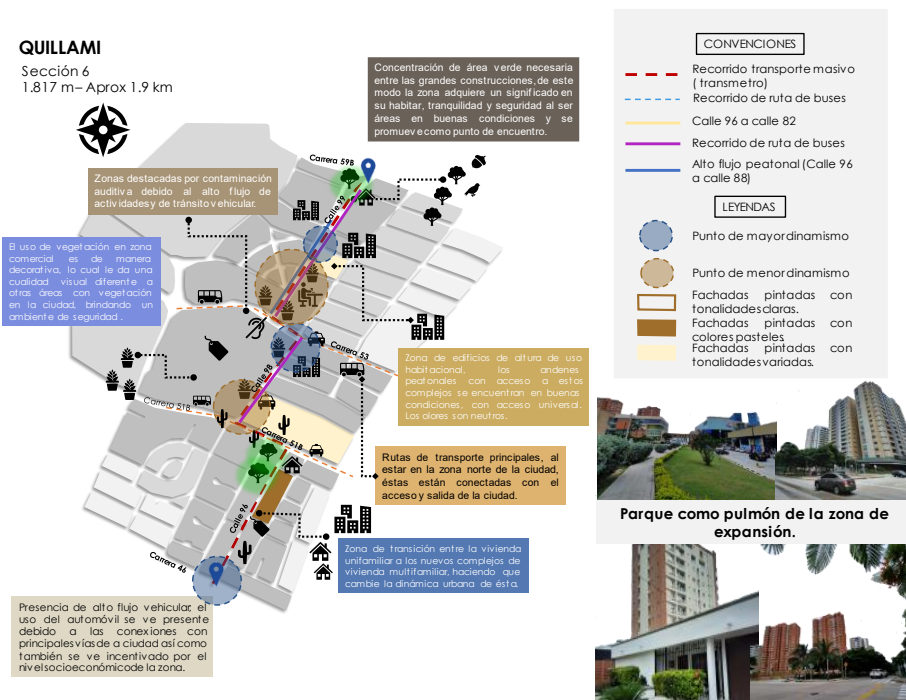 QUILLAMI
Sección 6
1.817 m– Aprox 1.9 km
Concentración de área verde necesaria
entre las grandes construcciones, de este
modo la zona adquiere un significado en
su habitar, tranquilidad y seguridad al ser
áreas en buenas condiciones y se
promueve como punto de encuentro.
Zonas destacadas por contaminación
auditiva debido al alto flujo de
actividades y de tránsito vehicular.
El uso de vegetación en zona
comercial es de manera
decorativa, lo cual le da una
cualidad visual diferente a
otras áreas con vegetación
en la ciudad, brindando un
ambiente de seguridad .
Carrera 59B
Calle 99
Carrera 53
Calle 98
Carrera 51B
Carrera 51B
Calle 96
Carrera 46
Zona de edificios de altura de uso
habitacional, los andenes
peatonales con acceso a estos
complejos se encuentran en buenas
condiciones, con acceso universal.
Los olores son neutros.
Rutas de transporte principales, al
estar en la zona norte de la ciudad,
éstas están conectadas con el
acceso y salida de la ciudad.
Zona de transición entre la vivienda
unifamiliar a los nuevos complejos de
vivienda multifamiliar, haciendo que
cambie la dinámica urbana de ésta.
Presencia de alto flujo vehicular, el
uso del automóvil se ve presente
debido a las conexiones con
principales vías de a ciudad así como
también se ve incentivado por el
nivel socioeconómico de la zona.
CONVENCIONES
Recorrido transporte masivo
( transmetro)
Recorrido de ruta de buses
Calle 96 a calle 82
Recorrido de ruta de buses
Alto flujo peatonal (Calle 96
a calle 88)
LEYENDAS
Punto de mayor dinamismo
Punto de menor dinamismo
Fachadas pintadas con
tonalidades claras.
Fachadas pintadas con
colores pasteles
Fachadas pintadas con
tonalidades variadas.
Parque como pulmón de la zona de
expansión.